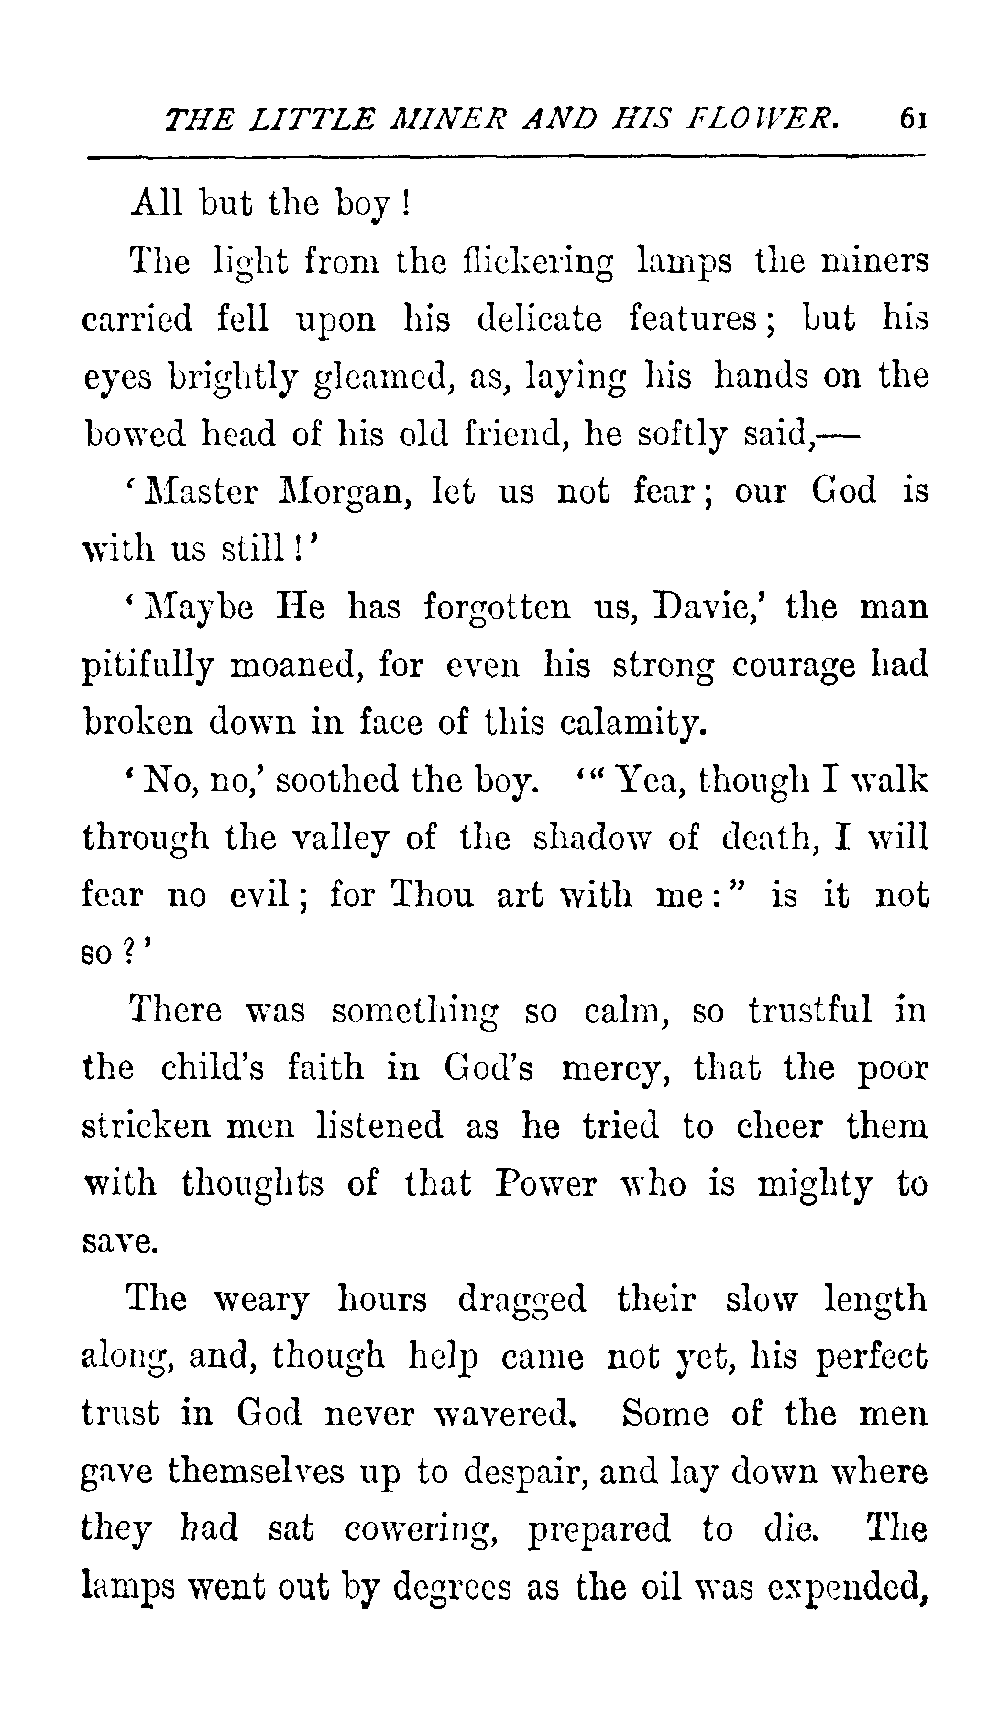 THE LITTLE MINER AND HIS FLOWER. 61
All but the boy !
The light from the flickering lamps the miners
carried fell upon his delicate features ; but his
eyes brightly gleamed, as, laying his hands on the
bowed head of his old friend, he softly said,—
‘ Master Morgan, let us not fear ; our God is
with us still ! ’
‘ Maybe He has forgotten us, Davie,’ the man
pitifully moaned, for even his strong courage had
broken down in face of this calamity.
‘ No, no,’ soothed the boy. ‘ “ Yea, though I walk
through the valley of the shadow of death, I will
fear no evil ; for Thou art with me : ” is it not
so ? ’
There was something so calm, so trustful in
the child’s faith in God’s mercy, that the poor
stricken men listened as he tried to cheer them
with thoughts of that Power who is mighty to
save.
The weary hours dragged their slow length
along, and, though help came not yet, his perfect
trust in God never wavered. Some of the men
gave themselves up to despair, and lay down where
they had sat cowering, prepared to die. The
lamps went out by degrees as the oil was expended,